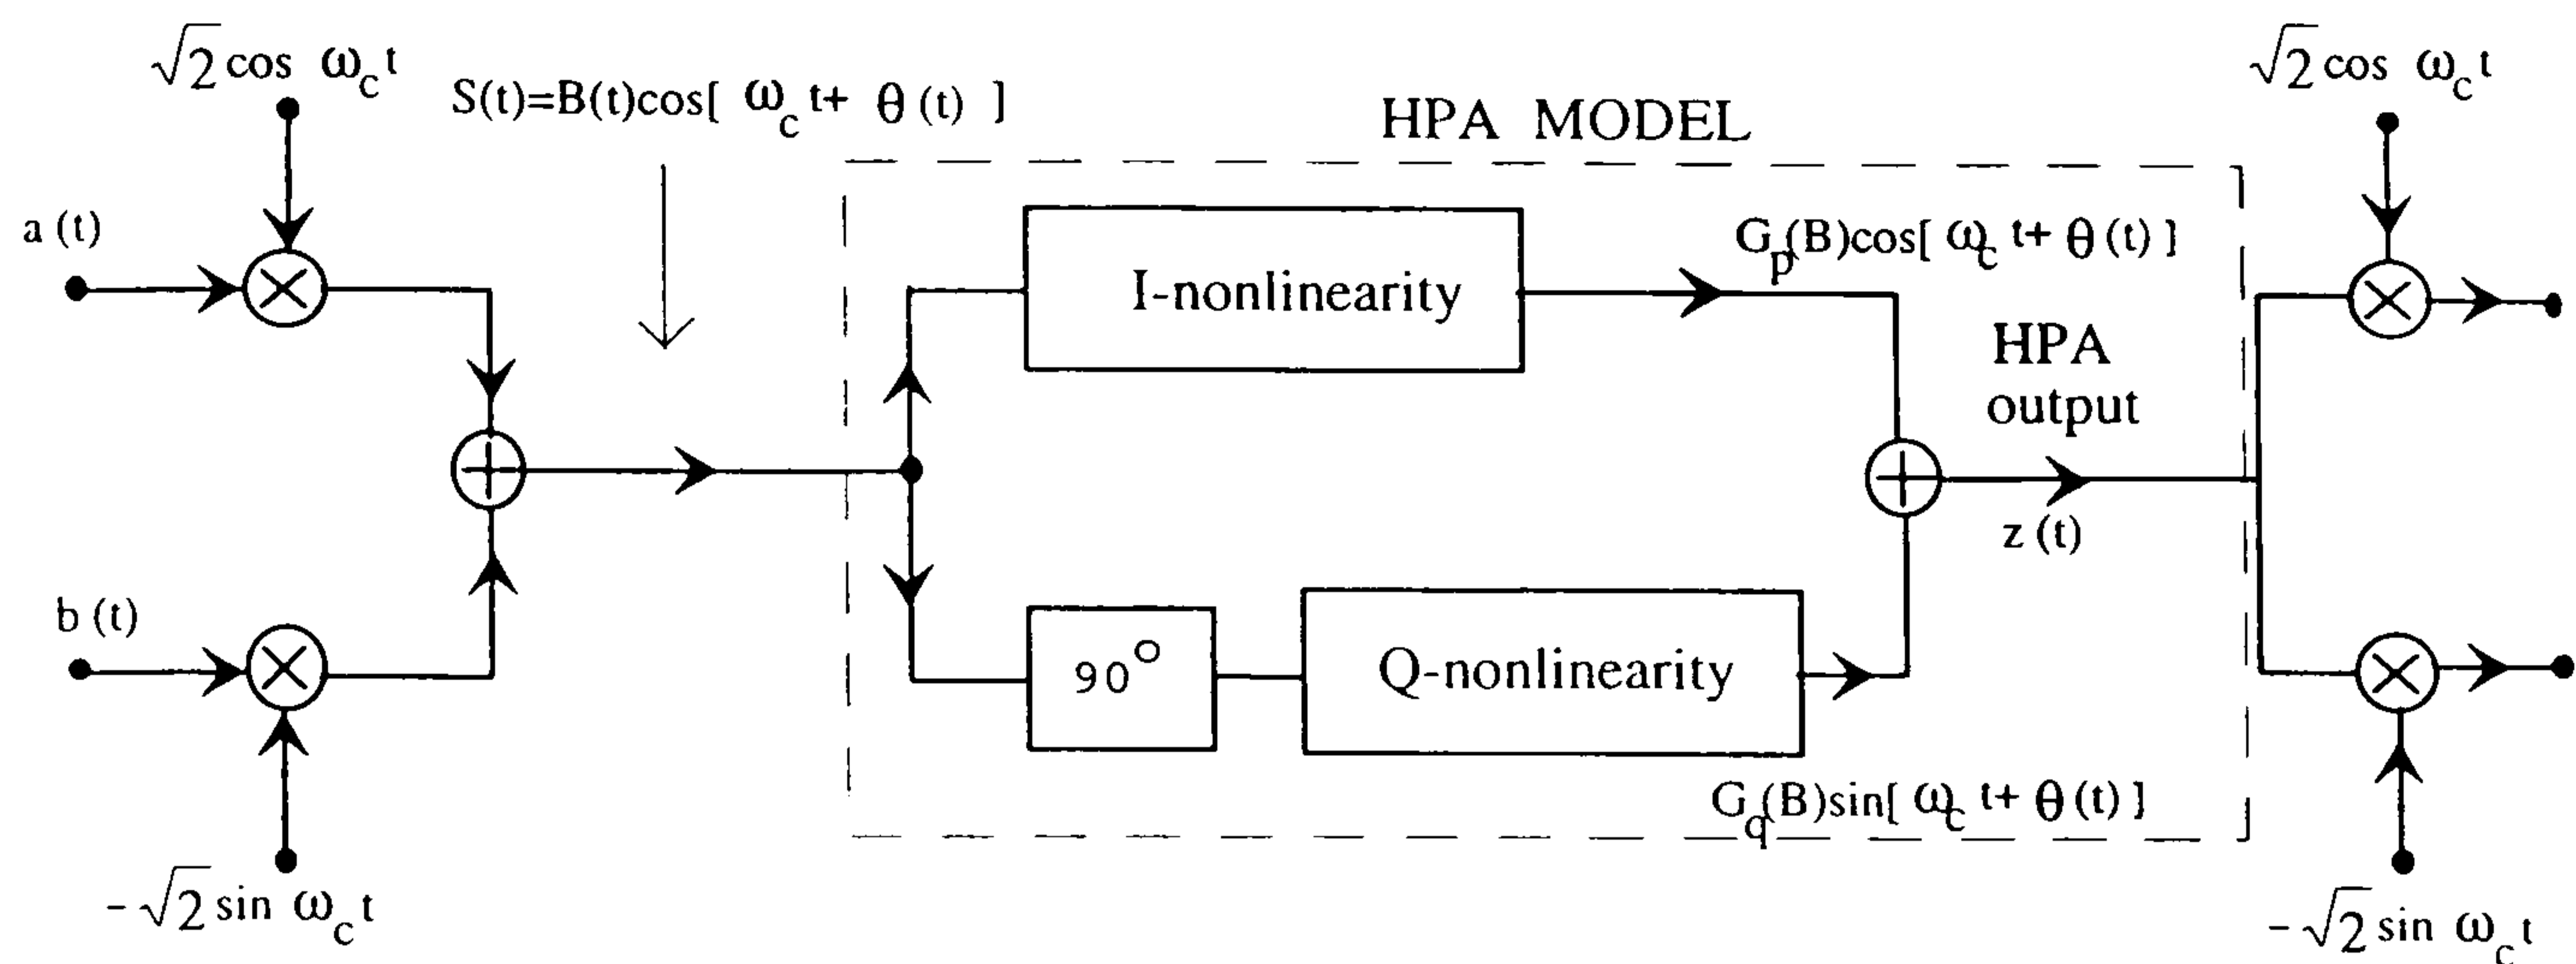 √2 cos ω_c t
S(t)=B(t)cos[ ω_c t+ θ (t) ]
HPA MODEL
√2 cos ω_c t
a (t)
I-nonlinearity
G_p(B)cos[ ω_c t+ θ (t) ]
HPA
output
z (t)
b (t)
90°
Q-nonlinearity
G_q(B)sin[ ω_c t+ θ (t) ]
-√2 sin ω_c t
-√2 sin ω_c t